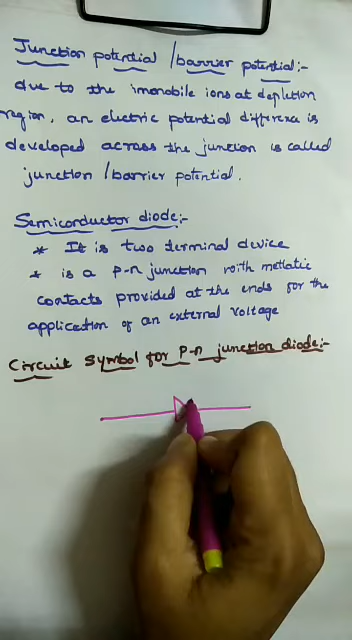 Junction potential / barrier potential:-
due to the imonobile ions at depletion
region, an electric potential difference is
developed across the junction is called
junction / barrier potential.
Semiconductor diode:-
* It is two terminal device
* is a p-n junction with metlatic
contacts provided at the ends for the
application of an external voltage
Circuit symbol for p-n junction diode:-